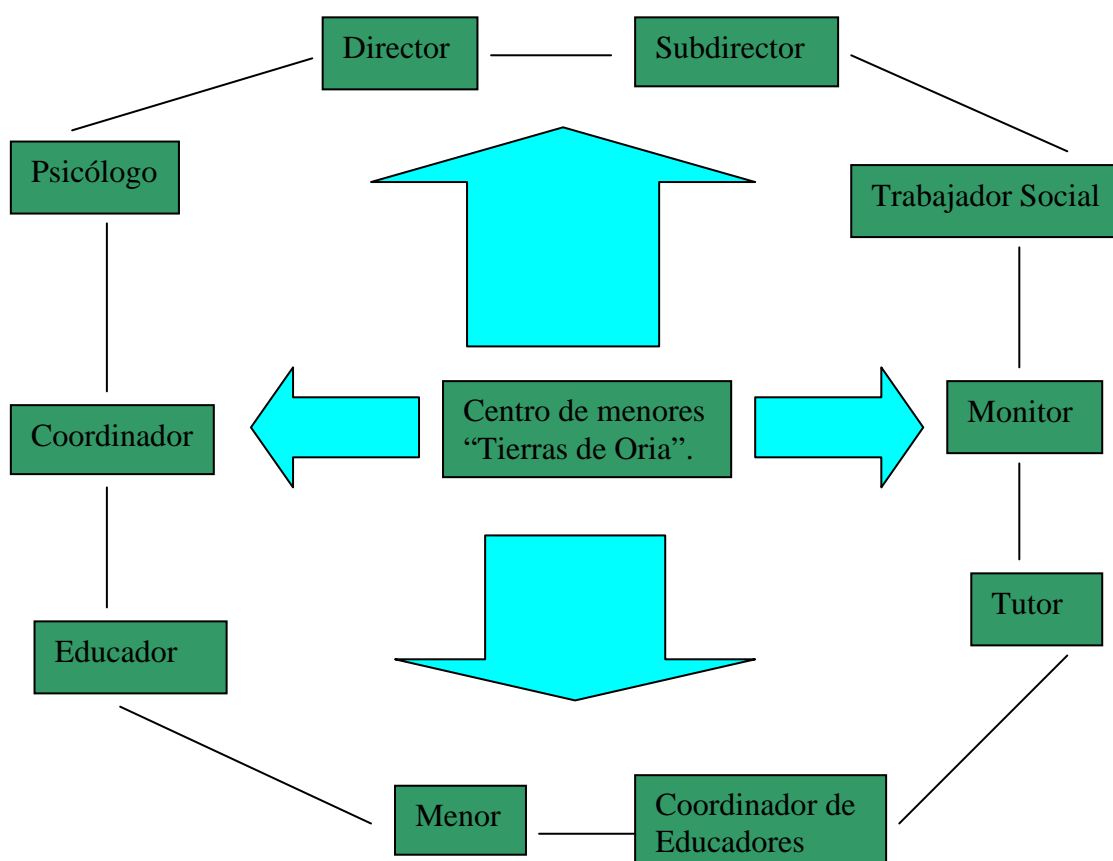 Director
Subdirector
Psicólogo
Trabajador Social
Centro de menores
“Tierras de Oria”.
Coordinador
Monitor
Tutor
Educador
Menor
Coordinador de
Educadores